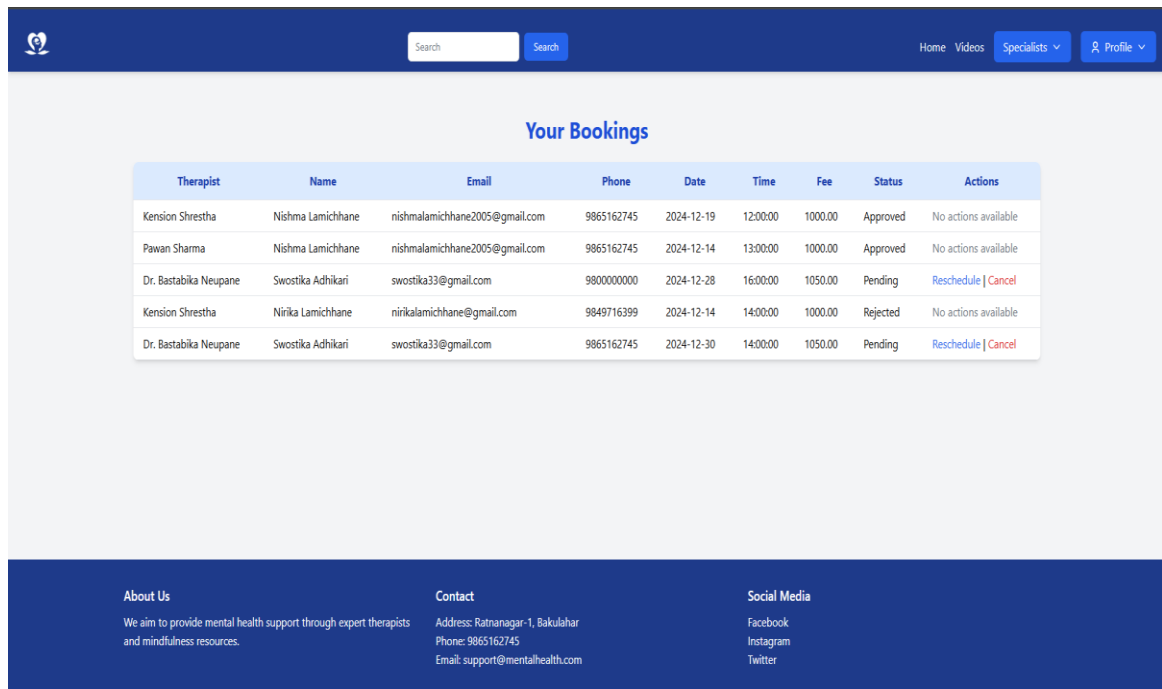 Search Search Home Videos Specialists Profile
Your Bookings
Therapist Name Email Phone Date Time Fee Status Actions
Kension Shrestha Nishma Lamichhane nishmalamichhane2005@gmail.com 9865162745 2024-12-19 12:00:00 1000.00 Approved No actions available
Pawan Sharma Nishma Lamichhane nishmalamichhane2005@gmail.com 9865162745 2024-12-14 13:00:00 1000.00 Approved No actions available
Dr. Bastabika Neupane Swostika Adhikari swostika33@gmail.com 9800000000 2024-12-28 16:00:00 1050.00 Pending Reschedule | Cancel
Kension Shrestha Nirika Lamichhane nirikalamichhane@gmail.com 9849716399 2024-12-14 14:00:00 1000.00 Rejected No actions available
Dr. Bastabika Neupane Swostika Adhikari swostika33@gmail.com 9865162745 2024-12-30 14:00:00 1050.00 Pending Reschedule | Cancel
About Us
We aim to provide mental health support through expert therapists
and mindfulness resources.
Contact
Address: Ratnanagar-1, Bakulahar
Phone: 9865162745
Email: support@mentalhealth.com
Social Media
Facebook
Instagram
Twitter